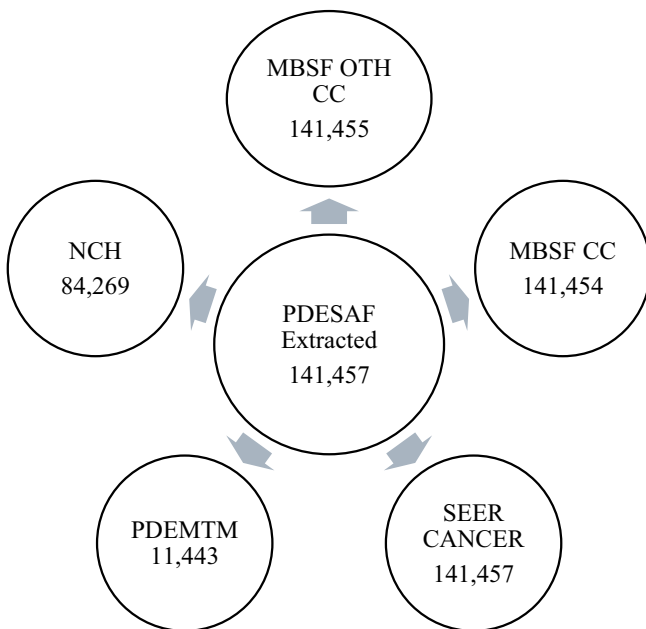 MBSF OTH
CC
141,455
NCH
84,269
MBSF CC
141,454
PDESAF
Extracted
141,457
PDEMTM
11,443
SEER
CANCER
141,457